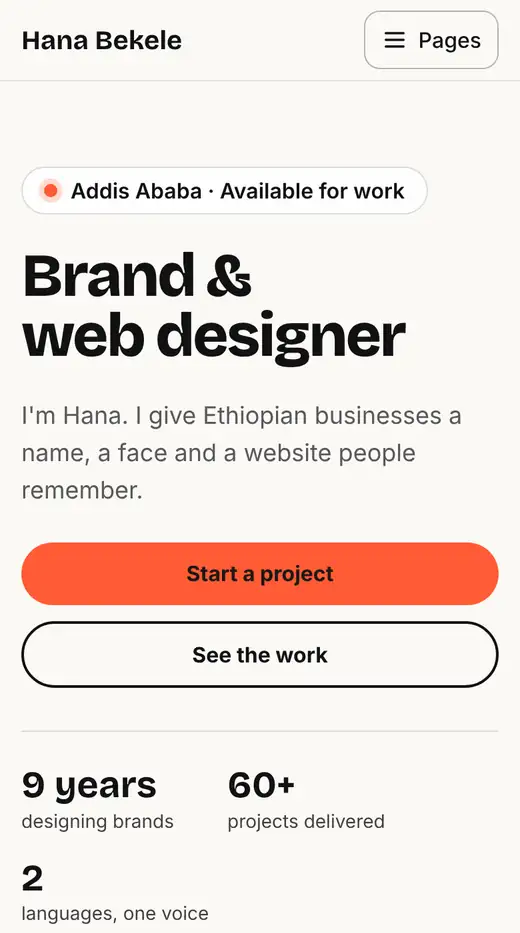 Hana Bekele
Pages
Addis Ababa · Available for work
Brand &
web designer
I'm Hana. I give Ethiopian businesses a
name, a face and a website people
remember.
Start a project
See the work
9 years
designing brands
60+
projects delivered
2
languages, one voice